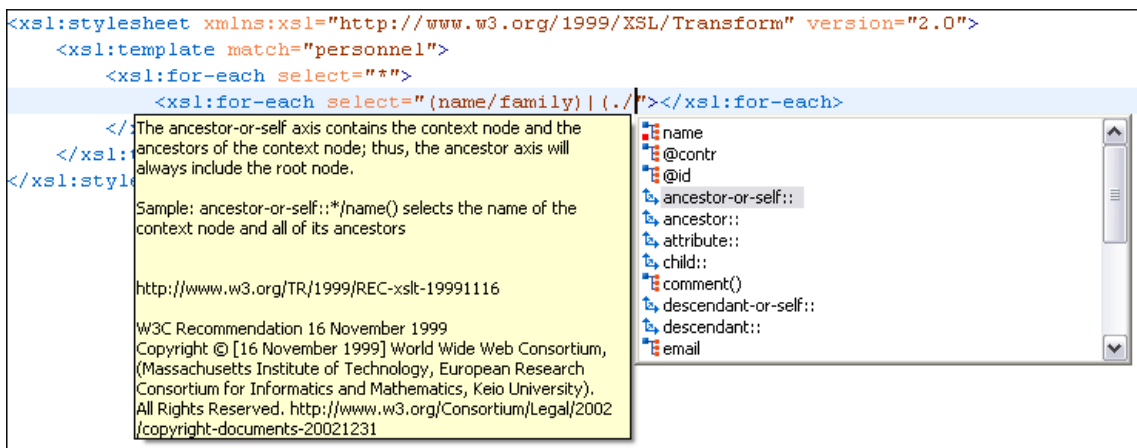 <xsl:stylesheet xmlns:xsl="http://www.w3.org/1999/XSL/Transform" version="2.0">
<xsl:template match="personnel">
<xsl:for-each select="*">
<xsl:for-each select="(name/family)|(./"></xsl:for-each>
</
</xsl:t
</xsl:style
The ancestor-or-self axis contains the context node and the
ancestors of the context node; thus, the ancestor axis will
always include the root node.
Sample: ancestor-or-self::*/name() selects the name of the
context node and all of its ancestors
http://www.w3.org/TR/1999/REC-xslt-19991116
W3C Recommendation 16 November 1999
Copyright © [16 November 1999] World Wide Web Consortium,
(Massachusetts Institute of Technology, European Research
Consortium for Informatics and Mathematics, Keio University).
All Rights Reserved. http://www.w3.org/Consortium/Legal/2002
/copyright-documents-20021231
name
@contr
@id
ancestor-or-self::
ancestor::
attribute::
child::
comment()
descendant-or-self::
descendant::
email